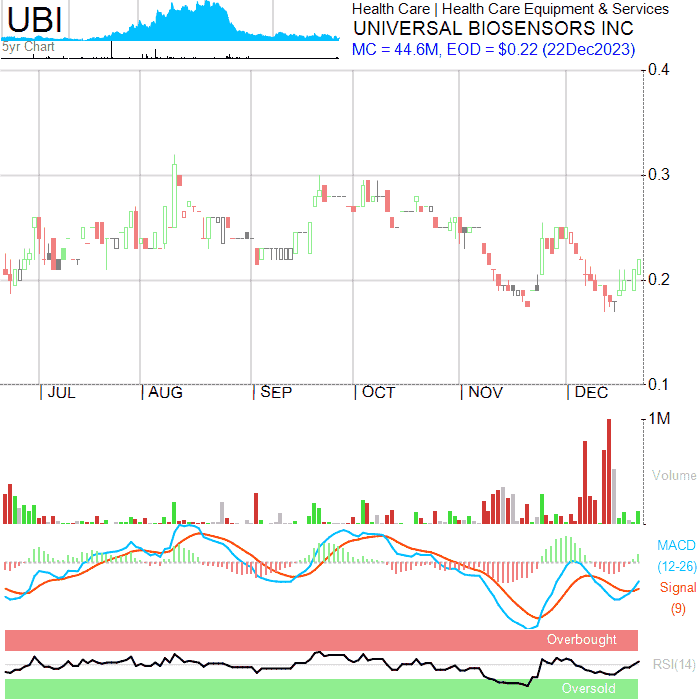 UBI
5yr Chart
Health Care | Health Care Equipment & Services
UNIVERSAL BIOSENSORS INC
MC = 44.6M, EOD = $0.22 (22Dec2023)
0.4
0.3
0.2
0.1
| JUL | AUG | SEP | OCT | NOV | DEC
1M
Volume
MACD
(12-26)
Signal
(9)
Overbought
RSI(14)
Oversold